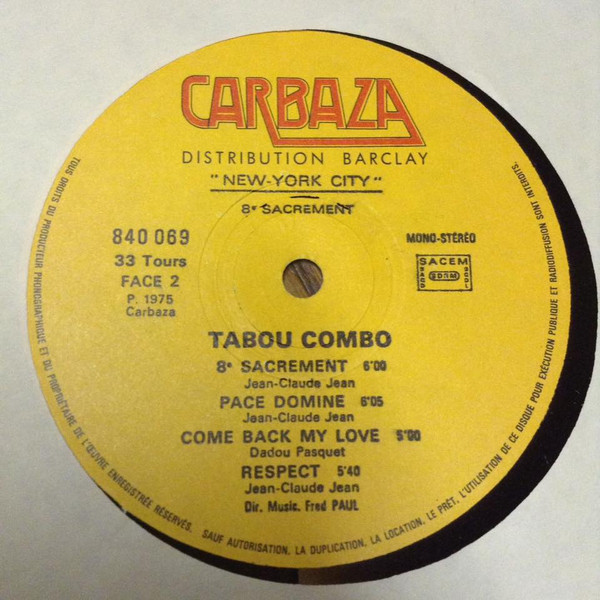 CARBAZA
DISTRIBUTION BARCLAY
"NEW-YORK CITY"
8e SACREMENT
840 069
33 Tours
FACE 2
P. 1975
Carbaza
MONO-STÉRÉO
SACEM
SACD
SDRM
SGDL
TABOU COMBO
8e SACREMENT 6'00
Jean-Claude Jean
PACE DOMINE 6'05
Jean-Claude Jean
COME BACK MY LOVE 5'00
Dadou Pasquet
RESPECT 5'40
Jean-Claude Jean
Dir. Music. Fred PAUL
TOUS DROITS DU PRODUCTEUR PHONOGRAPHIQUE ET DU PROPRIÉTAIRE DE L'ŒUVRE ENREGISTRÉE RÉSERVÉS. SAUF AUTORISATION, LA DUPLICATION, LA LOCATION, LE PRÊT, L'UTILISATION DE CE DISQUE POUR EXÉCUTION PUBLIQUE ET RADIODIFFUSION SONT INTERDITS.